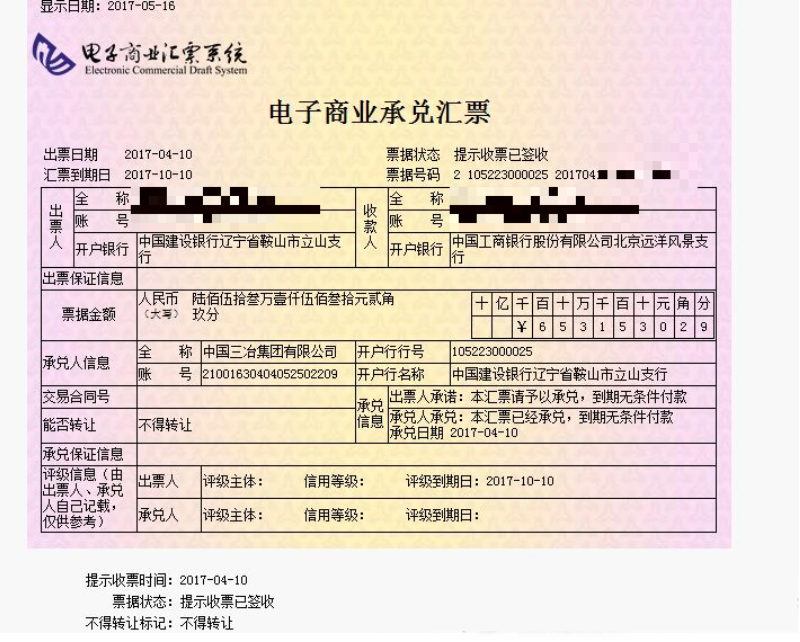 显示日期：2017-05-16
电子商业汇票系统
Electronic Commercial Draft System
电子商业承兑汇票
出票日期 2017-04-10 票据状态 提示收票已签收
汇票到期日 2017-10-10 票据号码 2 105223000025 201704
出票人 全称 收款人 全称
账号 账号
开户银行 中国建设银行辽宁省鞍山市立山支行 开户银行 中国工商银行股份有限公司北京远洋风景支行
出票保证信息
票据金额 人民币（大写） 陆佰伍拾叁万壹仟伍佰叁拾元贰角玖分 十 亿 千 百 十 万 千 百 十 元 角 分
¥ 6 5 3 1 5 3 0 2 9
承兑人信息 全称 中国三冶集团有限公司 开户行行号 105223000025
账号 21001630404052502209 开户行名称 中国建设银行辽宁省鞍山市立山支行
交易合同号 承兑信息 出票人承诺：本汇票请予以承兑，到期无条件付款
能否转让 不得转让 承兑人承兑：本汇票已经承兑，到期无条件付款
承兑日期 2017-04-10
承兑保证信息
评级信息（由出票人、承兑人自己记载，仅供参考） 出票人 评级主体： 信用等级： 评级到期日：2017-10-10
承兑人 评级主体： 信用等级： 评级到期日：
提示收票时间：2017-04-10
票据状态：提示收票已签收
不得转让标记：不得转让